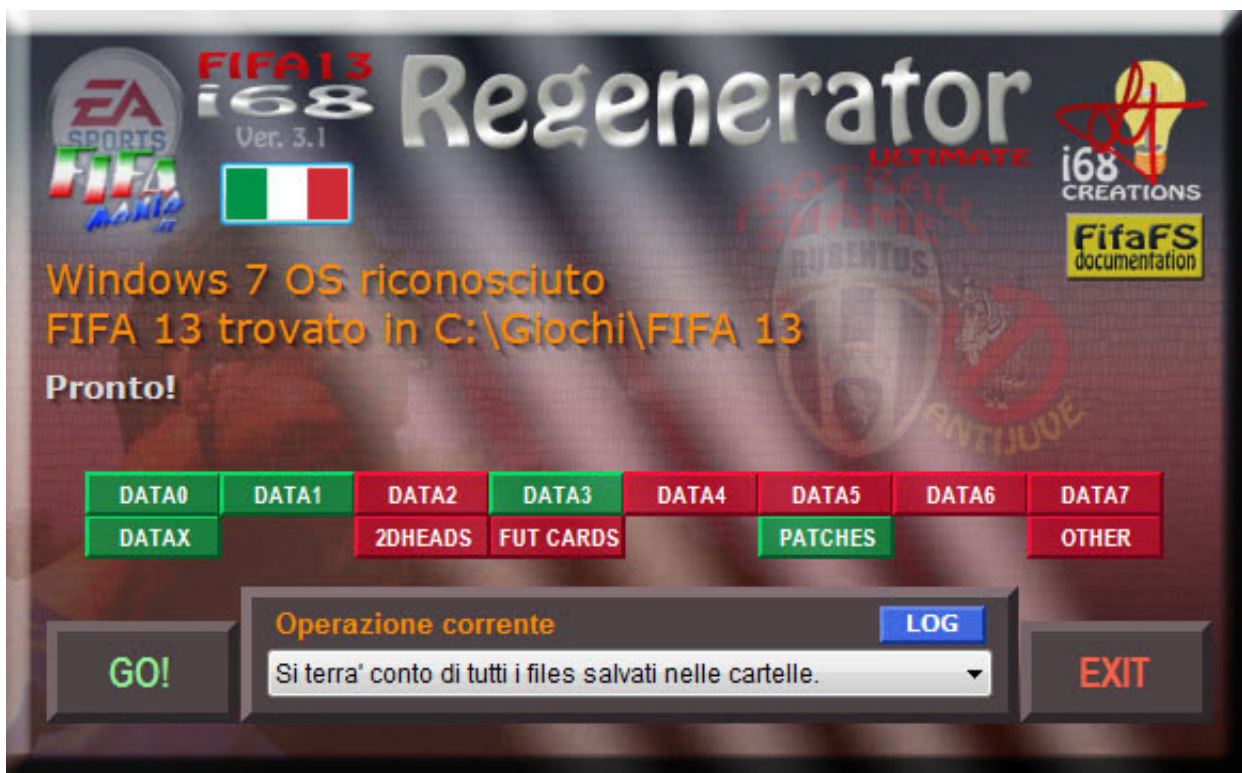 EA
SPORTS
FIFA
Mania
.it
FIFA13
i68
Ver. 3.1
Regenerator
ULTIMATE
i68
CREATIONS
FifaFS
documentation
FOOTBALL
SHAME
RUBENTUS
ANTIJUVE
Windows 7 OS riconosciuto
FIFA 13 trovato in C:\Giochi\FIFA 13
Pronto!
DATA0 DATA1 DATA2 DATA3 DATA4 DATA5 DATA6 DATA7
DATAX 2DHEADS FUT CARDS PATCHES OTHER
Operazione corrente
LOG
GO!
Si terra' conto di tutti i files salvati nelle cartelle.
EXIT